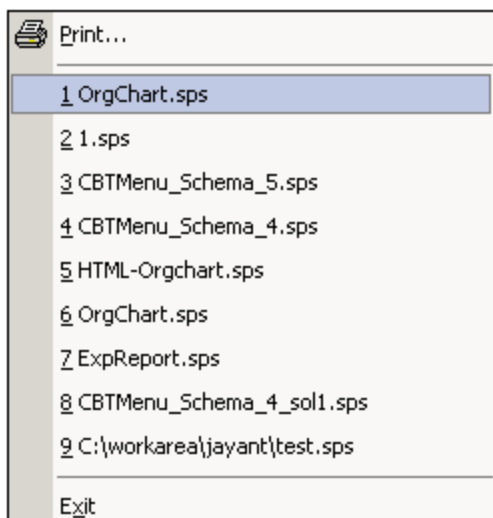 Print...
1 OrgChart.sps
2 1.sps
3 CBTMenu_Schema_5.sps
4 CBTMenu_Schema_4.sps
5 HTML-Orgchart.sps
6 OrgChart.sps
7 ExpReport.sps
8 CBTMenu_Schema_4_sol1.sps
9 C:\workarea\jayant\test.sps
Exit